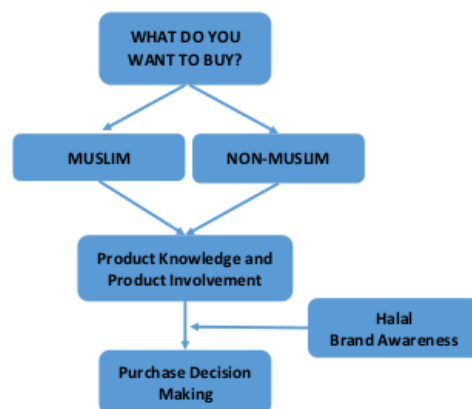 WHAT DO YOU
WANT TO BUY?
MUSLIM
NON-MUSLIM
Product Knowledge and
Product Involvement
Halal
Brand Awareness
Purchase Decision
Making